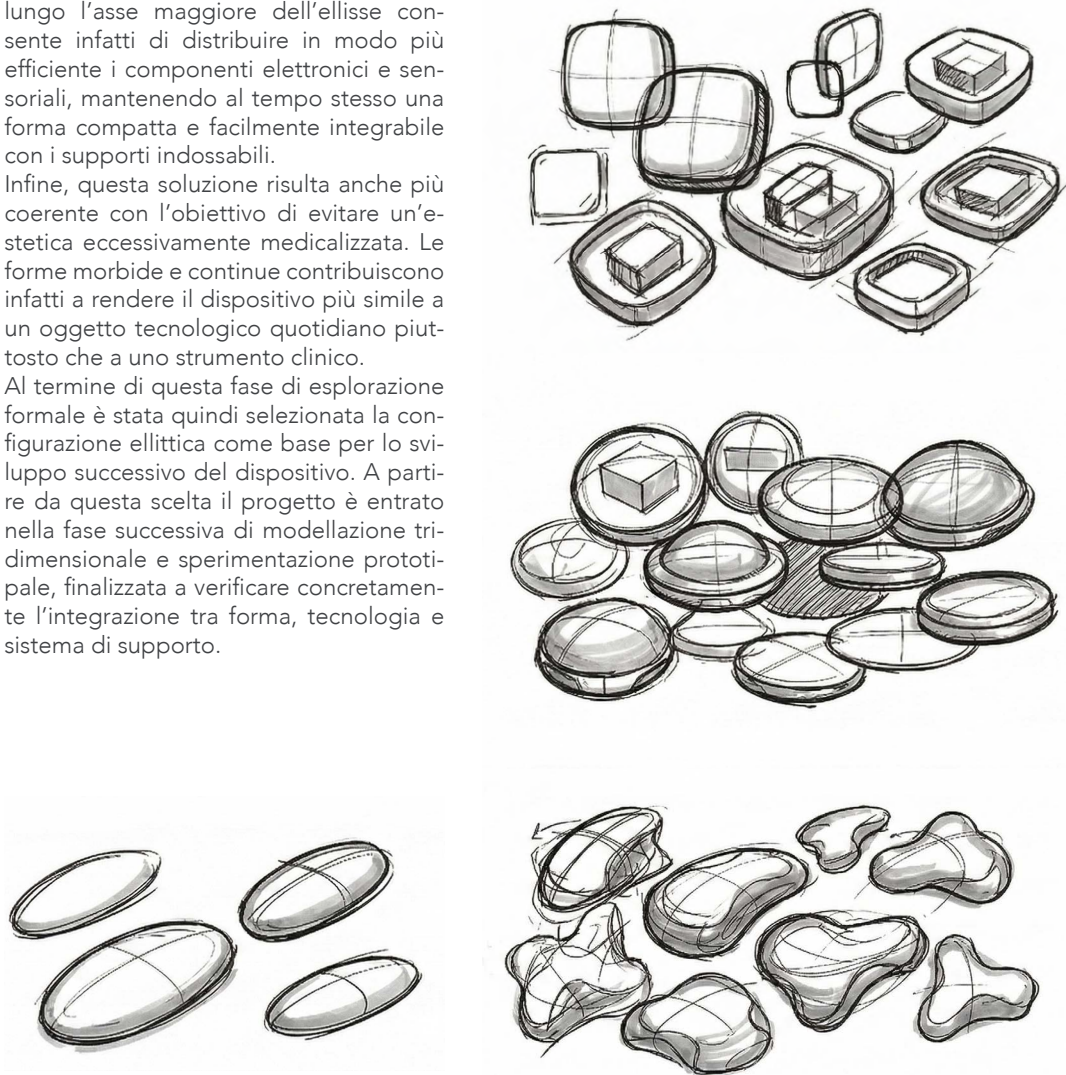 lungo l'asse maggiore dell'ellisse con-
sente infatti di distribuire in modo più
efficiente i componenti elettronici e sen-
soriali, mantenendo al tempo stesso una
forma compatta e facilmente integrabile
con i supporti indossabili.
Infine, questa soluzione risulta anche più
coerente con l'obiettivo di evitare un'e-
stetica eccessivamente medicalizzata. Le
forme morbide e continue contribuiscono
infatti a rendere il dispositivo più simile a
un oggetto tecnologico quotidiano piut-
tosto che a uno strumento clinico.
Al termine di questa fase di esplorazione
formale è stata quindi selezionata la con-
figurazione ellittica come base per lo svi-
luppo successivo del dispositivo. A parti-
re da questa scelta il progetto è entrato
nella fase successiva di modellazione tri-
dimensionale e sperimentazione prototi-
pale, finalizzata a verificare concretamen-
te l'integrazione tra forma, tecnologia e
sistema di supporto.